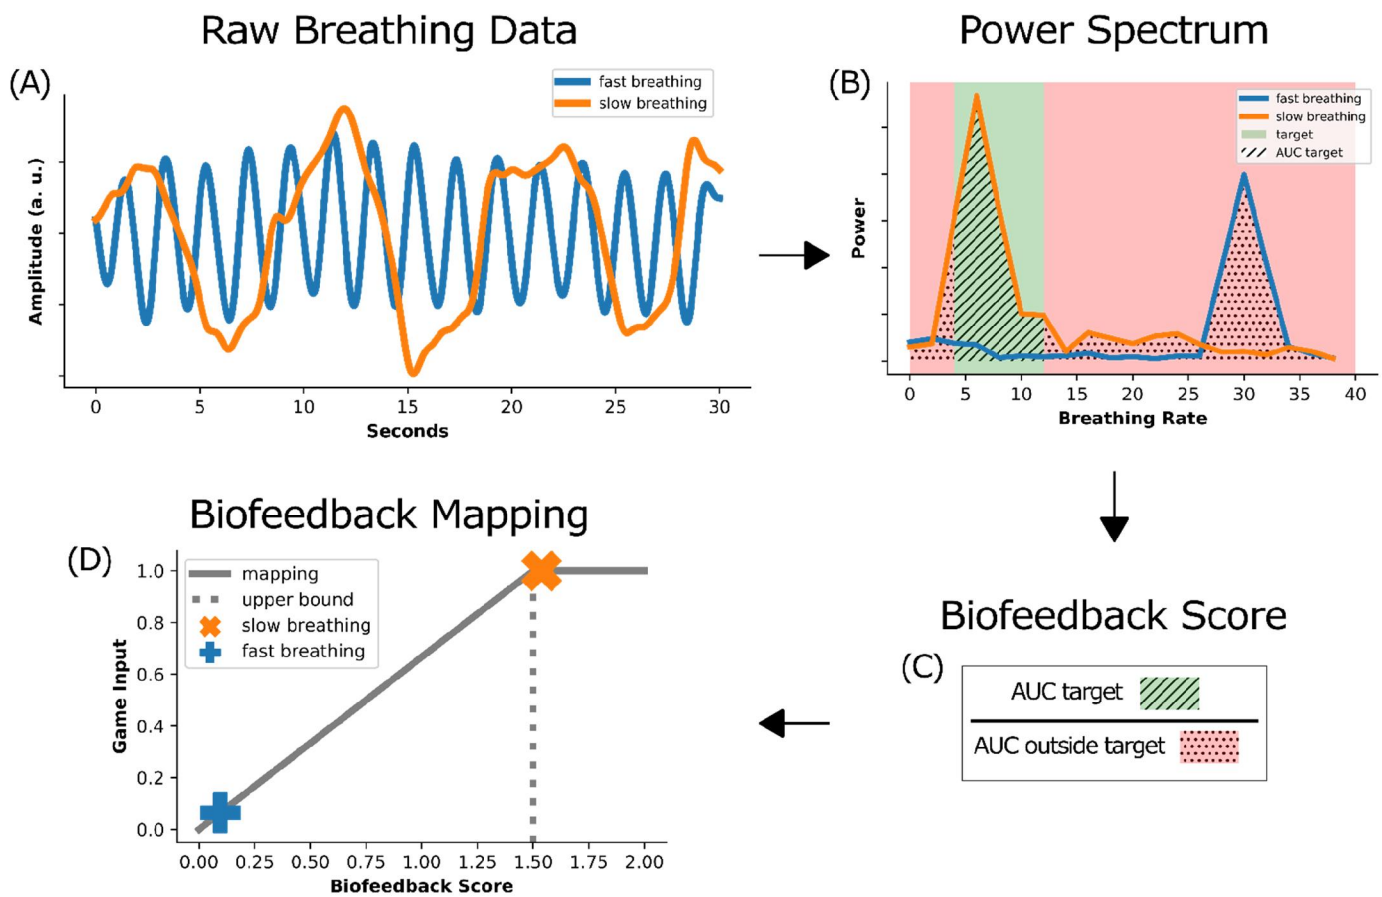 Raw Breathing Data
(A)
fast breathing
slow breathing
Amplitude (a. u.)
0 5 10 15 20 25 30
Seconds
Power Spectrum
(B)
fast breathing
slow breathing
target
AUC target
Power
0 5 10 15 20 25 30 35 40
Breathing Rate
Biofeedback Score
(C)
AUC target
AUC outside target
Biofeedback Mapping
(D)
mapping
upper bound
slow breathing
fast breathing
1.0
0.8
0.6
0.4
0.2
0.0
Game Input
0.00 0.25 0.50 0.75 1.00 1.25 1.50 1.75 2.00
Biofeedback Score